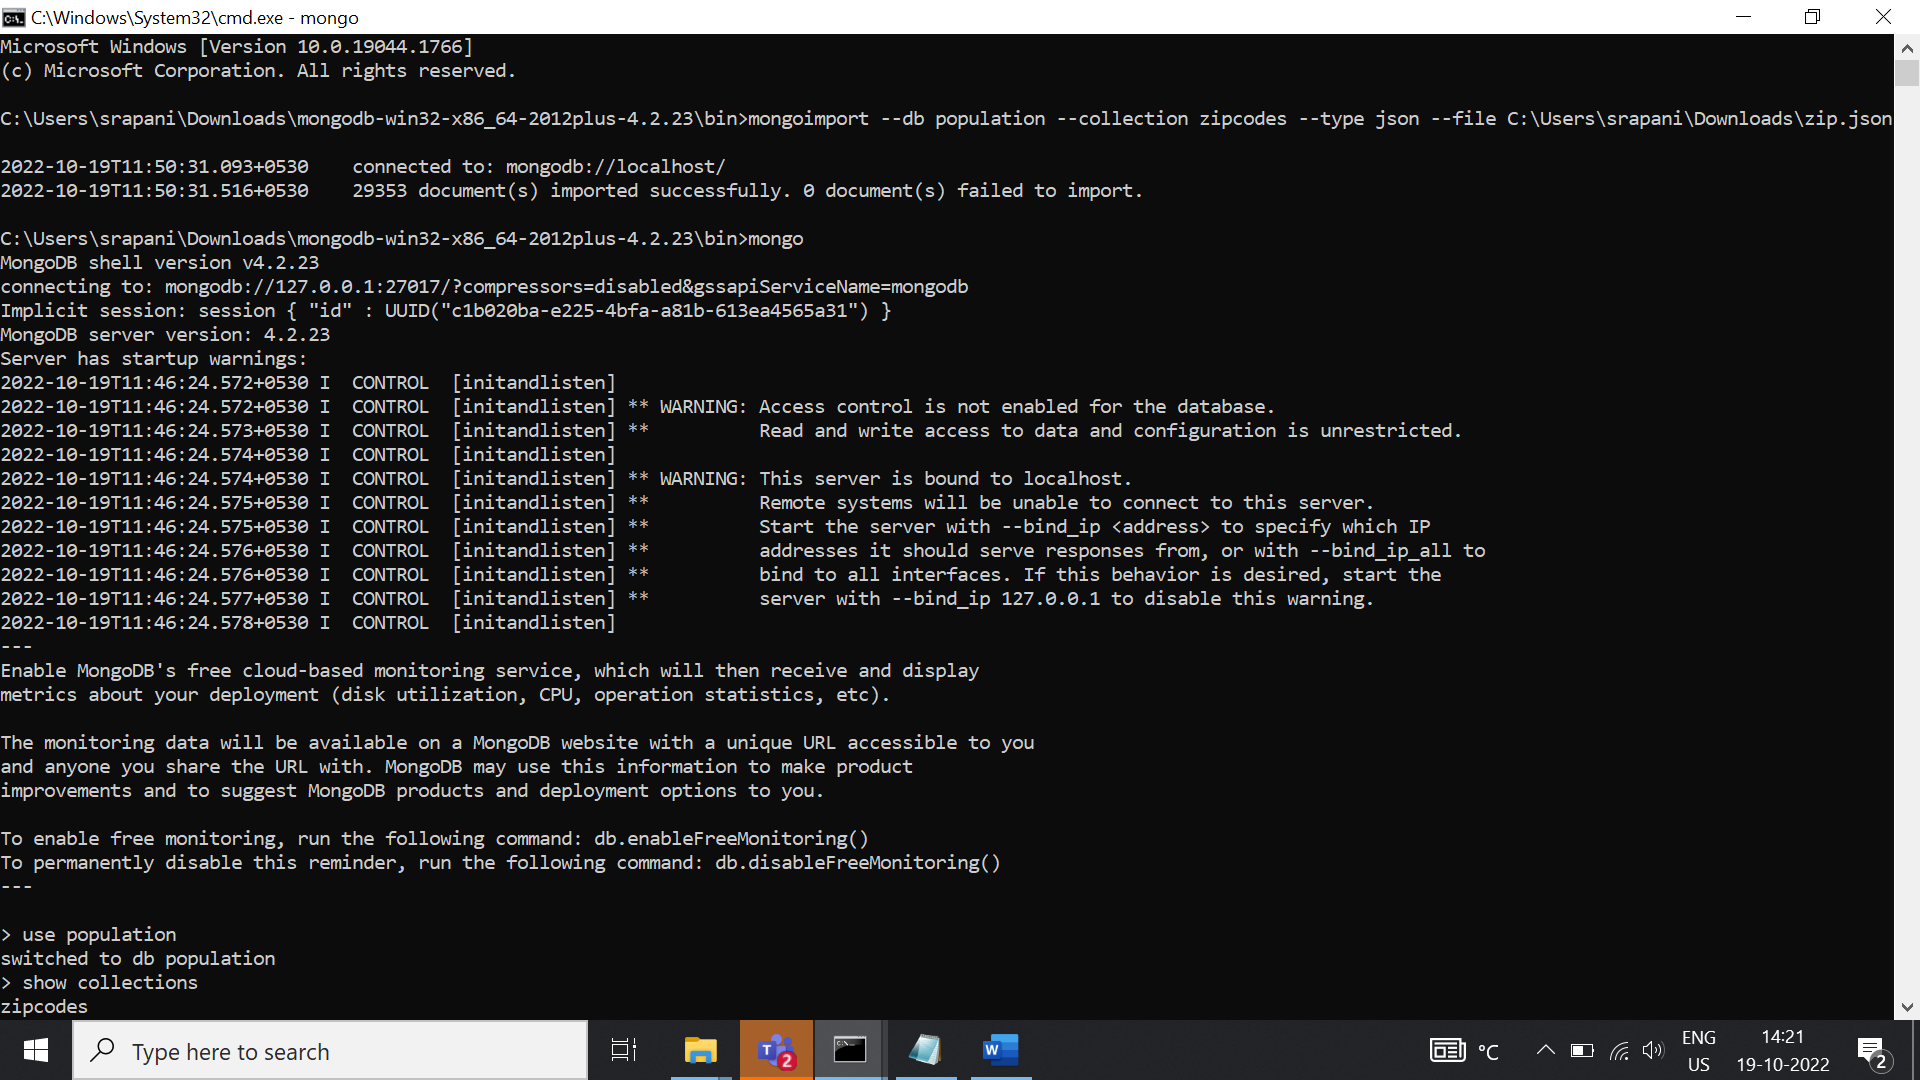 C:\Windows\System32\cmd.exe - mongo
Microsoft Windows [Version 10.0.19044.1766]
(c) Microsoft Corporation. All rights reserved.
C:\Users\srapani\Downloads\mongodb-win32-x86_64-2012plus-4.2.23\bin>mongoimport --db population --collection zipcodes --type json --file C:\Users\srapani\Downloads\zip.json
2022-10-19T11:50:31.093+0530    connected to: mongodb://localhost/
2022-10-19T11:50:31.516+0530    29353 document(s) imported successfully. 0 document(s) failed to import.
C:\Users\srapani\Downloads\mongodb-win32-x86_64-2012plus-4.2.23\bin>mongo
MongoDB shell version v4.2.23
connecting to: mongodb://127.0.0.1:27017/?compressors=disabled&gssapiServiceName=mongodb
Implicit session: session { "id" : UUID("c1b020ba-e225-4bfa-a81b-613ea4565a31") }
MongoDB server version: 4.2.23
Server has startup warnings:
2022-10-19T11:46:24.572+0530 I  CONTROL  [initandlisten]
2022-10-19T11:46:24.572+0530 I  CONTROL  [initandlisten] ** WARNING: Access control is not enabled for the database.
2022-10-19T11:46:24.573+0530 I  CONTROL  [initandlisten] **          Read and write access to data and configuration is unrestricted.
2022-10-19T11:46:24.574+0530 I  CONTROL  [initandlisten]
2022-10-19T11:46:24.574+0530 I  CONTROL  [initandlisten] ** WARNING: This server is bound to localhost.
2022-10-19T11:46:24.575+0530 I  CONTROL  [initandlisten] **          Remote systems will be unable to connect to this server.
2022-10-19T11:46:24.575+0530 I  CONTROL  [initandlisten] **          Start the server with --bind_ip <address> to specify which IP
2022-10-19T11:46:24.576+0530 I  CONTROL  [initandlisten] **          addresses it should serve responses from, or with --bind_ip_all to
2022-10-19T11:46:24.576+0530 I  CONTROL  [initandlisten] **          bind to all interfaces. If this behavior is desired, start the
2022-10-19T11:46:24.577+0530 I  CONTROL  [initandlisten] **          server with --bind_ip 127.0.0.1 to disable this warning.
2022-10-19T11:46:24.578+0530 I  CONTROL  [initandlisten]
---
Enable MongoDB's free cloud-based monitoring service, which will then receive and display
metrics about your deployment (disk utilization, CPU, operation statistics, etc).
The monitoring data will be available on a MongoDB website with a unique URL accessible to you
and anyone you share the URL with. MongoDB may use this information to make product
improvements and to suggest MongoDB products and deployment options to you.
To enable free monitoring, run the following command: db.enableFreeMonitoring()
To permanently disable this reminder, run the following command: db.disableFreeMonitoring()
---
> use population
switched to db population
> show collections
zipcodes
Type here to search
T 2
W
°C
ENG
US
14:21
19-10-2022
2